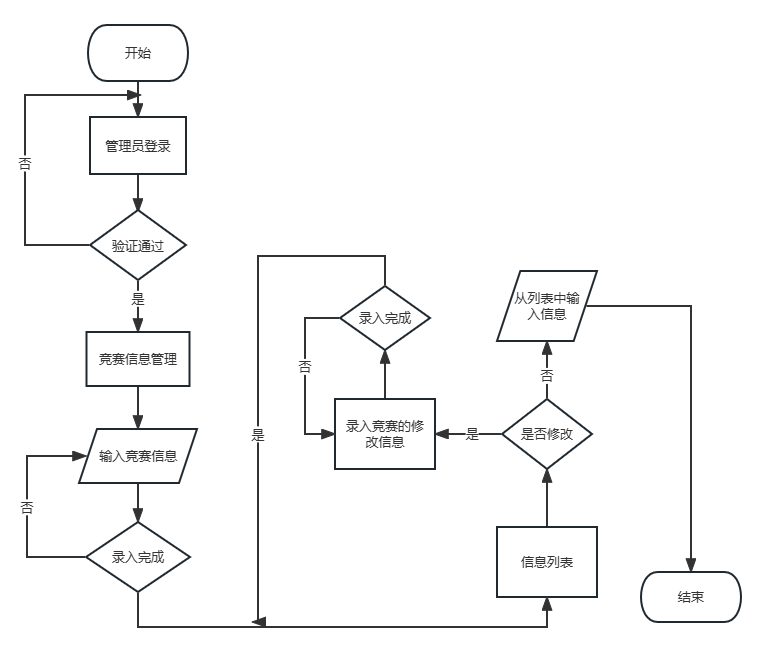 开始
管理员登录
否
验证通过
是
竞赛信息管理
输入竞赛信息
否
录入完成
是
录入完成
否
录入竞赛的修
改信息
是
从列表中输
入信息
否
是否修改
信息列表
结束